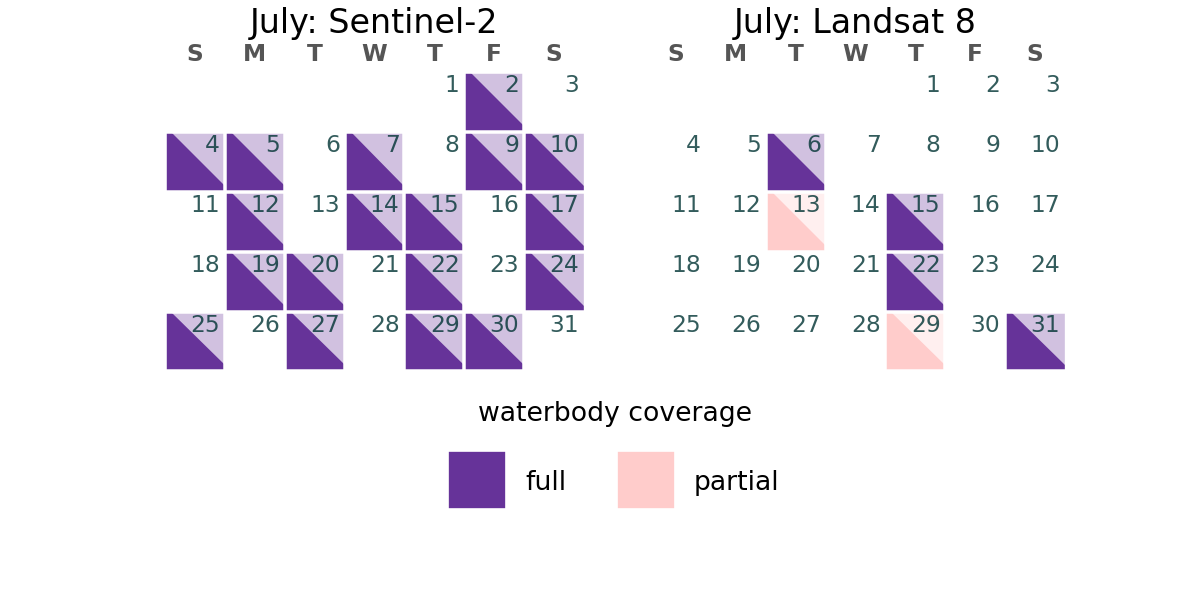 July: Sentinel-2
S M T W T F S
1 2 3
4 5 6 7 8 9 10
11 12 13 14 15 16 17
18 19 20 21 22 23 24
25 26 27 28 29 30 31
July: Landsat 8
S M T W T F S
1 2 3
4 5 6 7 8 9 10
11 12 13 14 15 16 17
18 19 20 21 22 23 24
25 26 27 28 29 30 31
waterbody coverage
full partial